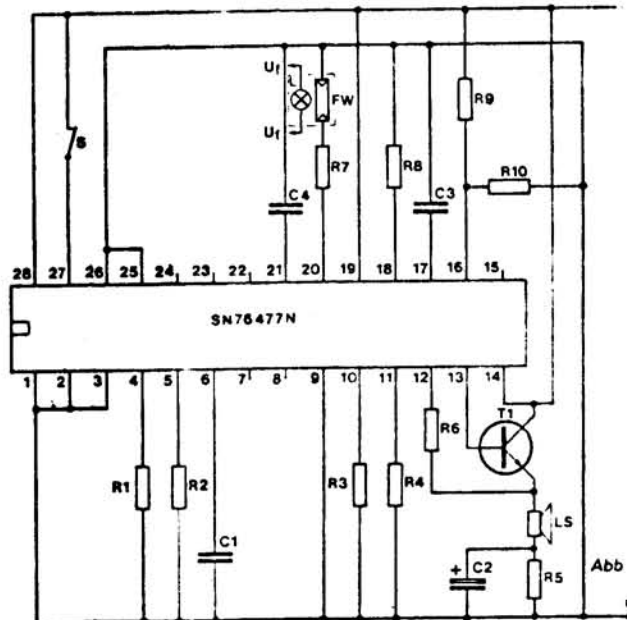 Uf
FW
Uf
S
R9
R10
C4
R7
R8
C3
28 27 26 25 24 23 22 21 20 19 18 17 16 15
SN76477N
1 2 3 4 5 6 7 8 9 10 11 12 13 14
T1
R6
R1 R2 R3 R4
LS
C1
+ C2 R5 Abb